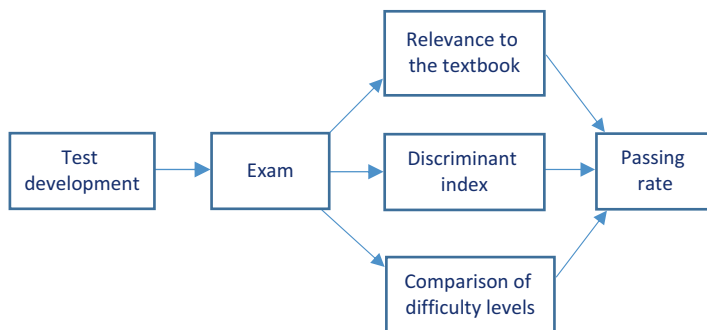 Relevance to
the textbook
Test
development
Exam
Discriminant
index
Passing
rate
Comparison of
difficulty levels